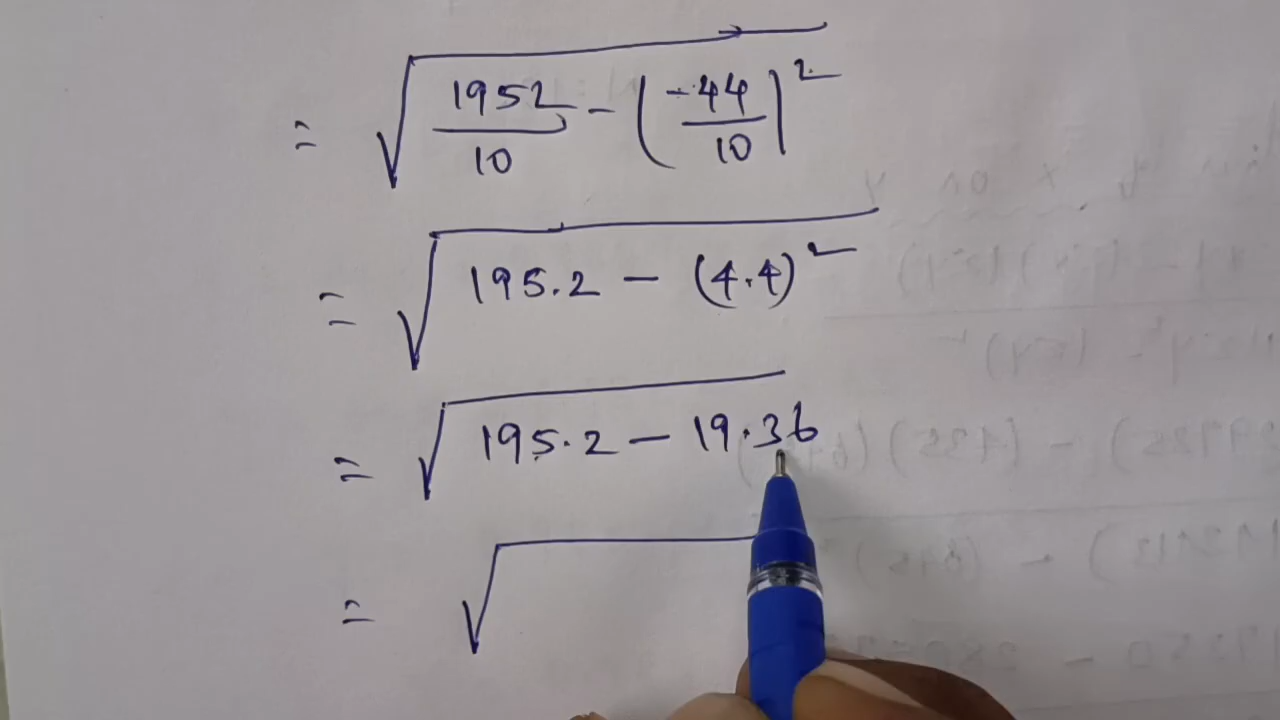 = √(1952/10 - (-44/10)²)
= √(195.2 - (4.4)²)
= √(195.2 - 19.36)
= √